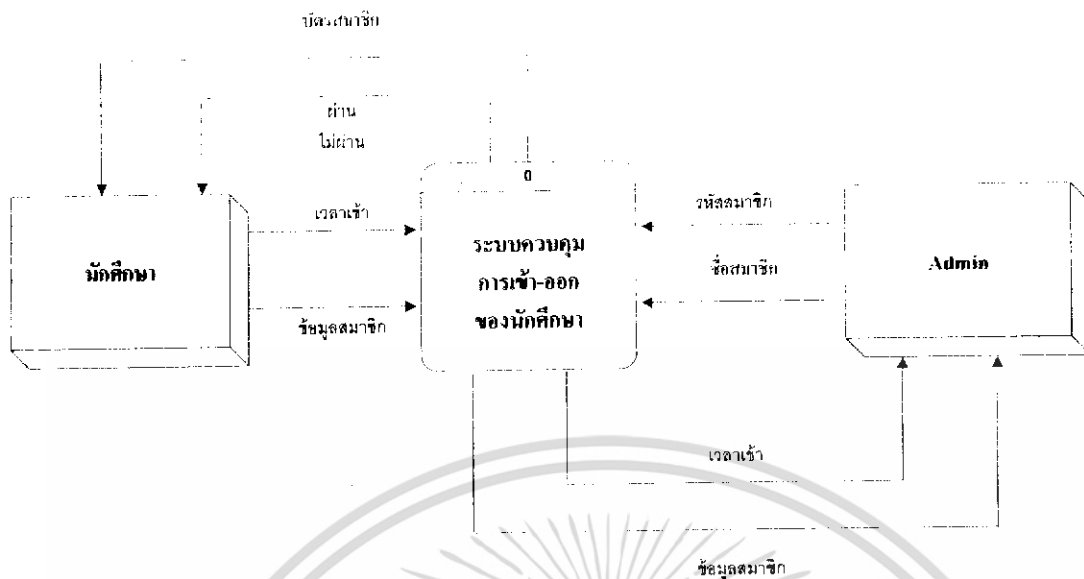 บัตรสมาชิก
ผ่าน
ไม่ผ่าน
0
เวลาเข้า
รหัสสมาชิก
นักศึกษา
ระบบควบคุม
การเข้า-ออก
ของนักศึกษา
ชื่อสมาชิก
Admin
ข้อมูลสมาชิก
เวลาเข้า
ข้อมูลสมาชิก